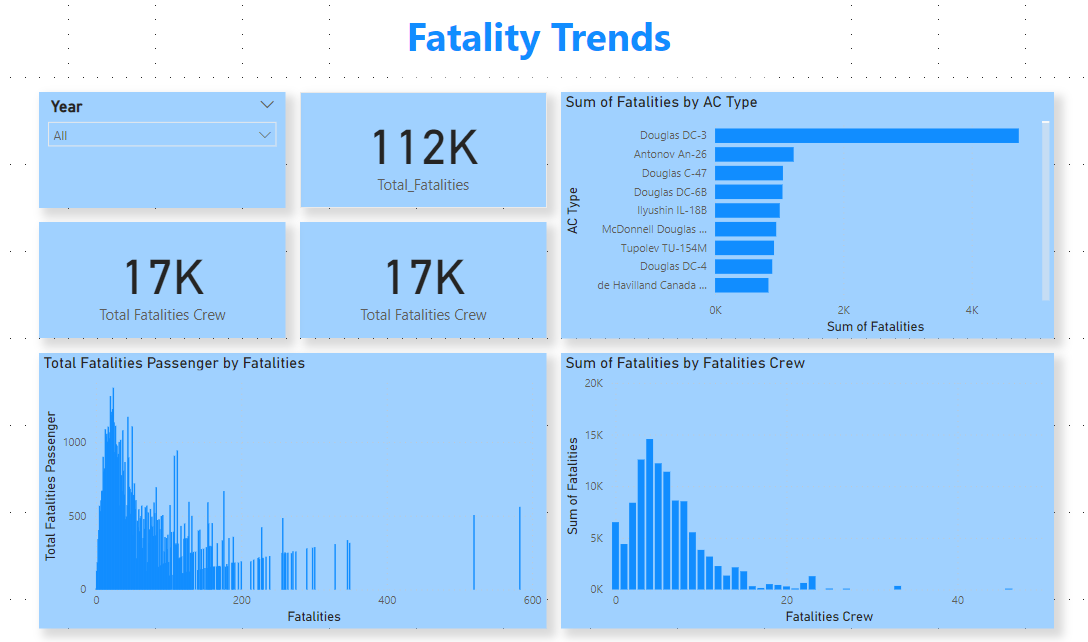 Fatality Trends
Year
All
112K
Total_Fatalities
17K
Total Fatalities Crew
17K
Total Fatalities Crew
Sum of Fatalities by AC Type
AC Type
Douglas DC-3
Antonov An-26
Douglas C-47
Douglas DC-6B
Ilyushin IL-18B
McDonnell Douglas ...
Tupolev TU-154M
Douglas DC-4
de Havilland Canada ...
0K 2K 4K
Sum of Fatalities
Total Fatalities Passenger by Fatalities
Total Fatalities Passenger
1000
500
0
0 200 400 600
Fatalities
Sum of Fatalities by Fatalities Crew
Sum of Fatalities
20K
15K
10K
5K
0K
0 20 40
Fatalities Crew